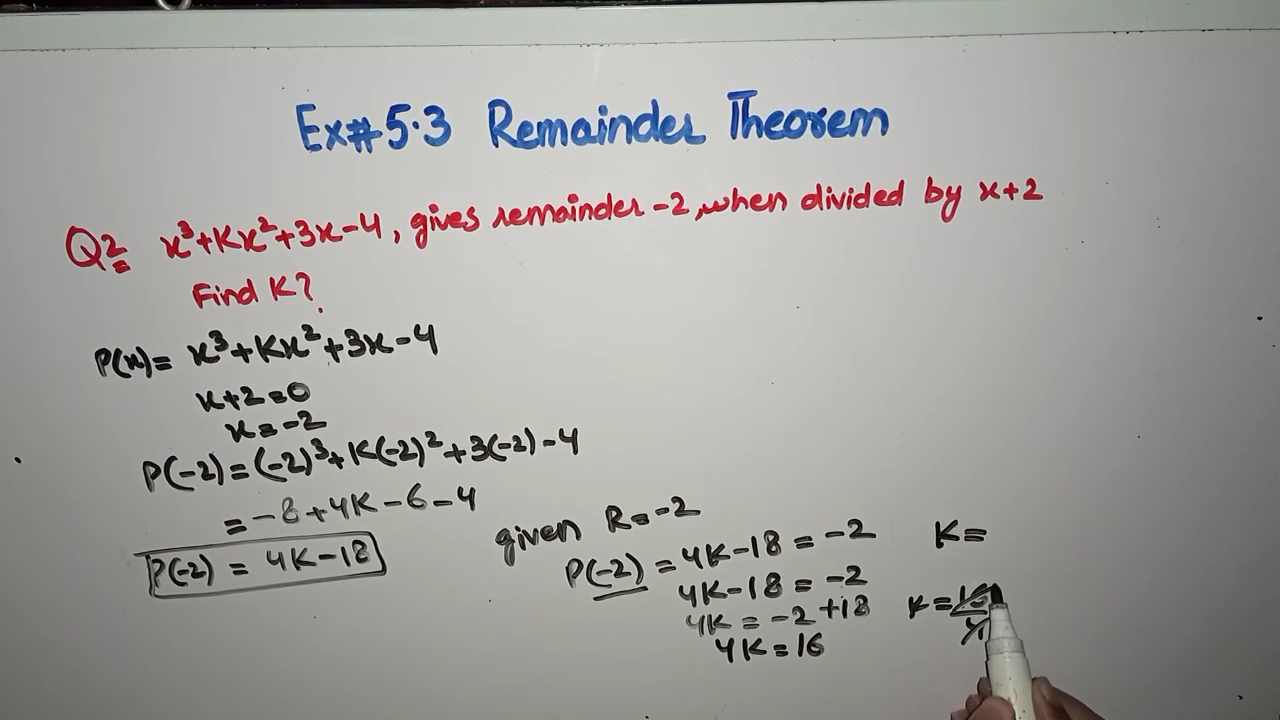 Ex#5.3 Remainder Theorem
Q2 x³+Kx²+3x-4, gives remainder -2, when divided by x+2
Find K?
P(x)= x³+Kx²+3x-4
x+2=0
x=-2
P(-2)=(-2)³+K(-2)²+3(-2)-4
=-8+4K-6-4
P(-2) = 4K-18
given R=-2
P(-2) = 4K-18 = -2
4K-18 = -2
4K = -2+18
4K=16
K=
K=16/4